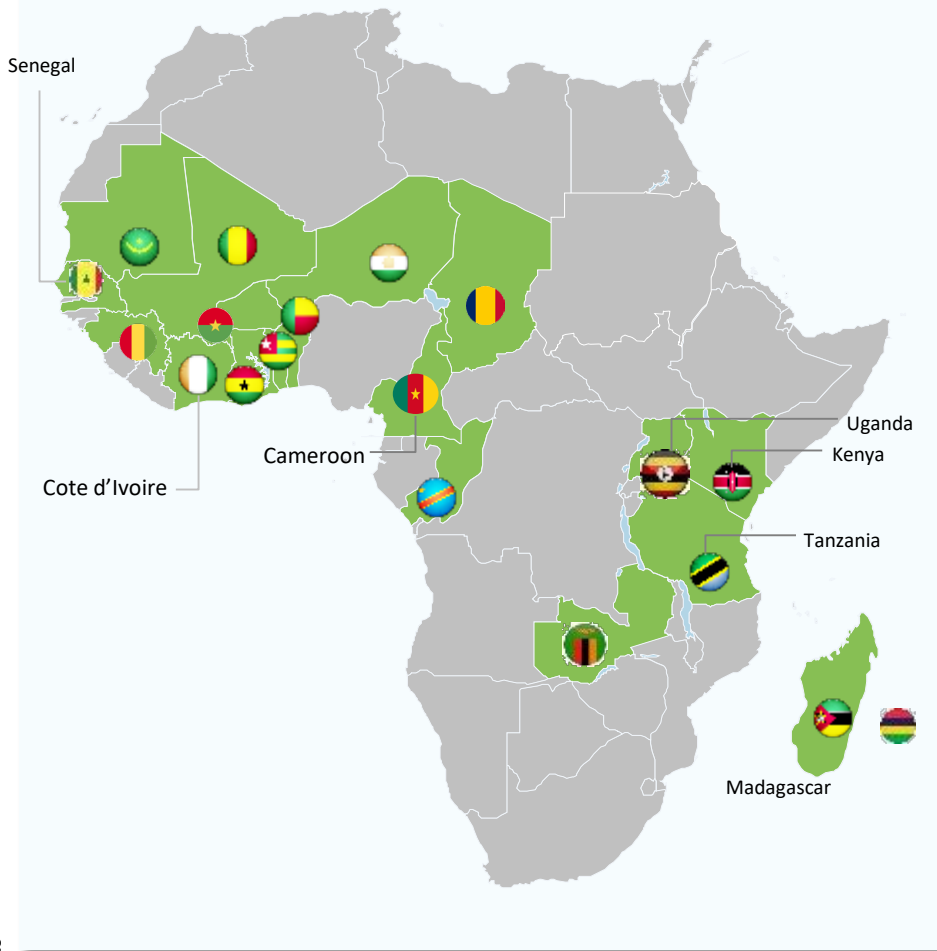 Senegal
Uganda
Kenya
Cameroon
Cote d’Ivoire
Tanzania
Madagascar